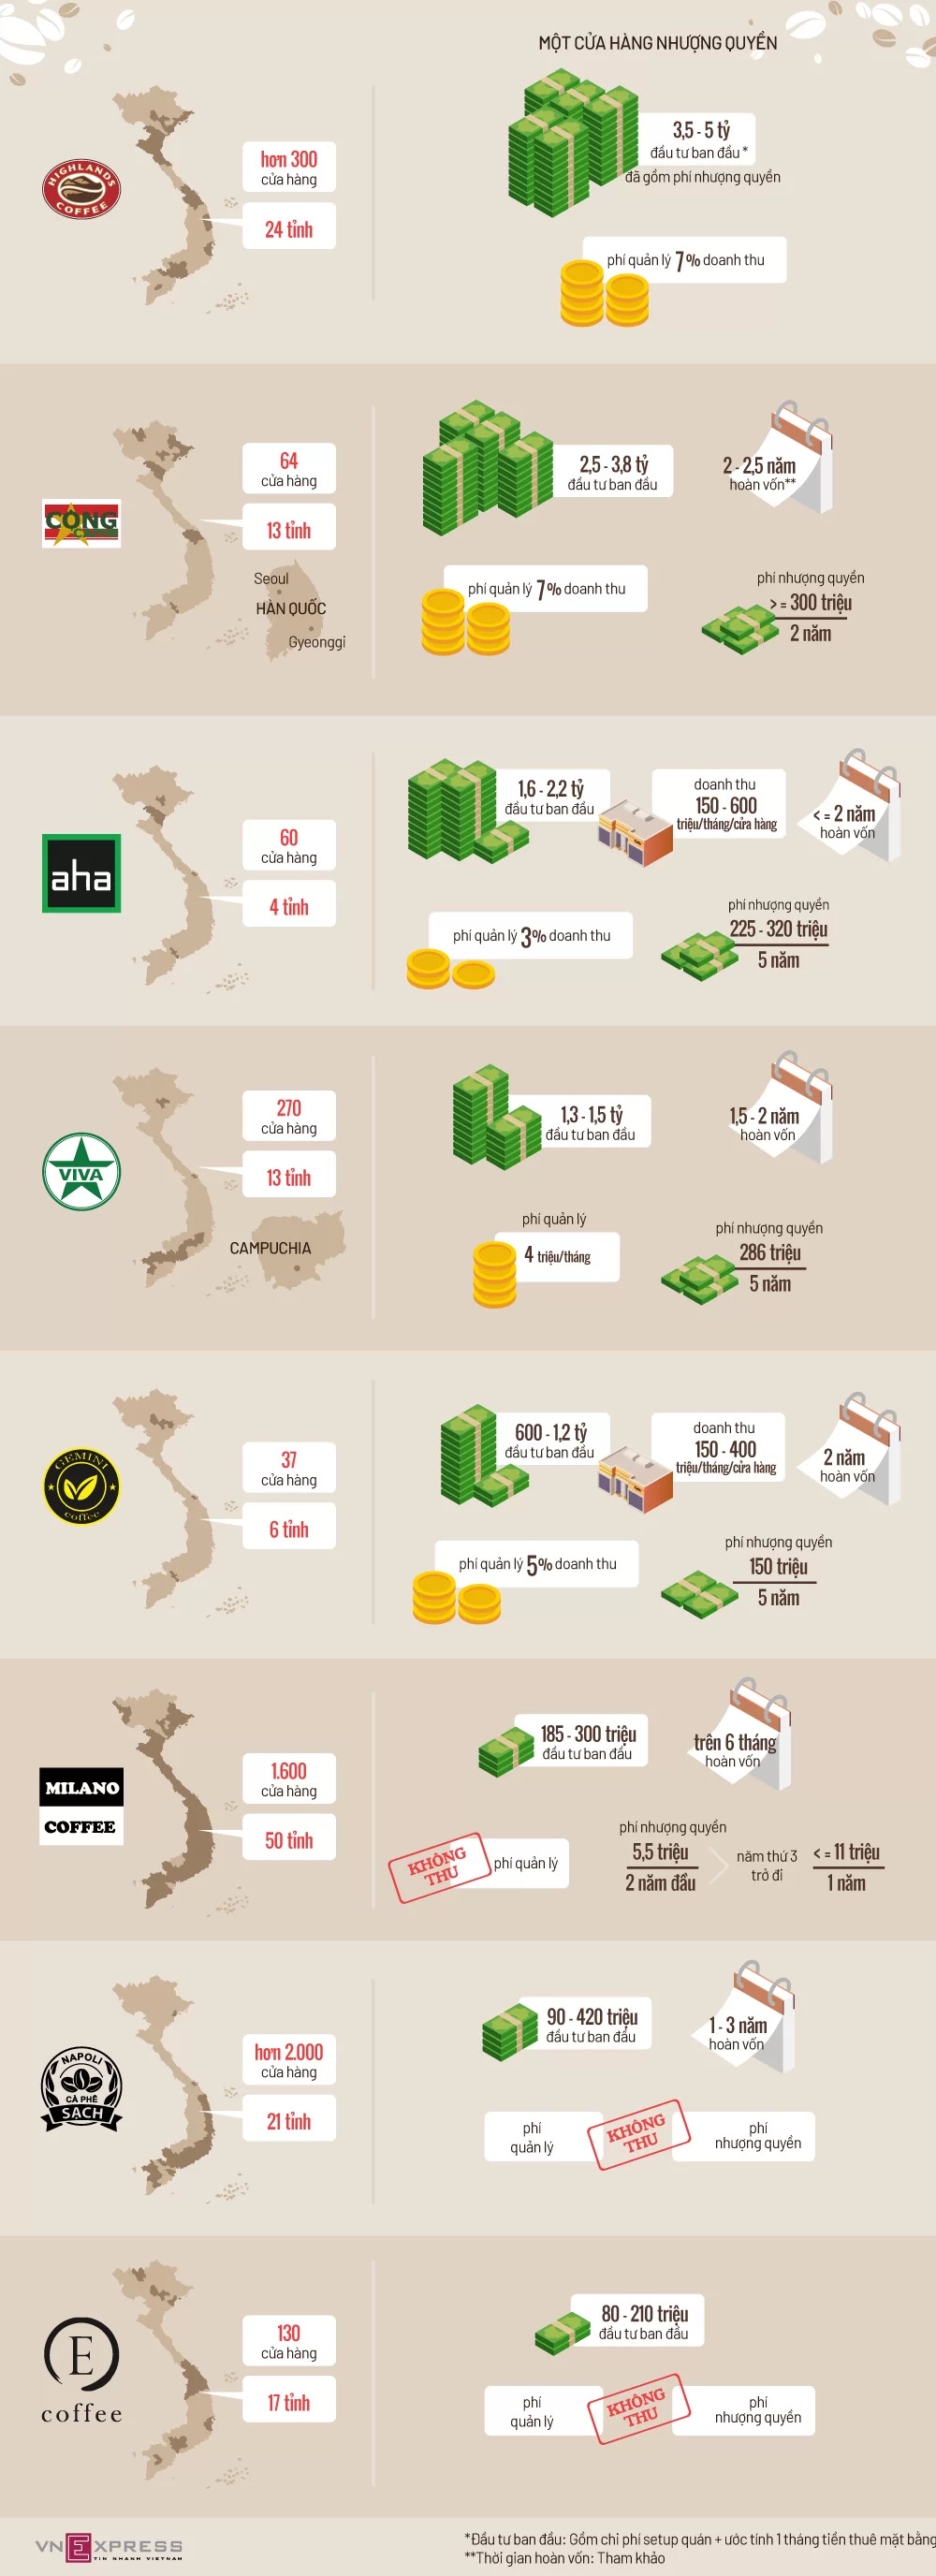 MỘT CỬA HÀNG NHƯỢNG QUYỀN
HIGHLANDS
COFFEE
hơn 300
cửa hàng
24 tỉnh
3,5 - 5 tỷ
đầu tư ban đầu *
đã gồm phí nhượng quyền
phí quản lý 7% doanh thu
CỘNG
CAPHE
64
cửa hàng
13 tỉnh
Seoul
HÀN QUỐC
Gyeonggi
2,5 - 3,8 tỷ
đầu tư ban đầu
2 - 2,5 năm
hoàn vốn**
phí quản lý 7% doanh thu
phí nhượng quyền
> = 300 triệu
2 năm
aha
60
cửa hàng
4 tỉnh
1,6 - 2,2 tỷ
đầu tư ban đầu
doanh thu
150 - 600
triệu/tháng/cửa hàng
< = 2 năm
hoàn vốn
phí quản lý 3% doanh thu
phí nhượng quyền
225 - 320 triệu
5 năm
VIVA
270
cửa hàng
13 tỉnh
CAMPUCHIA
1,3 - 1,5 tỷ
đầu tư ban đầu
1,5 - 2 năm
hoàn vốn
phí quản lý
4 triệu/tháng
phí nhượng quyền
286 triệu
5 năm
GEMINI
coffee
37
cửa hàng
6 tỉnh
600 - 1,2 tỷ
đầu tư ban đầu
doanh thu
150 - 400
triệu/tháng/cửa hàng
2 năm
hoàn vốn
phí quản lý 5% doanh thu
phí nhượng quyền
150 triệu
5 năm
MILANO
COFFEE
1.600
cửa hàng
50 tỉnh
185 - 300 triệu
đầu tư ban đầu
trên 6 tháng
hoàn vốn
KHÔNG
THU
phí quản lý
phí nhượng quyền
5,5 triệu
2 năm đầu
năm thứ 3
trở đi
< = 11 triệu
1 năm
NAPOLI
CÀ PHÊ
SẠCH
hơn 2.000
cửa hàng
21 tỉnh
90 - 420 triệu
đầu tư ban đầu
1 - 3 năm
hoàn vốn
phí
quản lý
KHÔNG
THU
phí
nhượng quyền
E
coffee
130
cửa hàng
17 tỉnh
80 - 210 triệu
đầu tư ban đầu
phí
quản lý
KHÔNG
THU
phí
nhượng quyền
VNEXPRESS
TIN NHANH VIETNAM
*Đầu tư ban đầu: Gồm chi phí setup quán + ước tính 1 tháng tiền thuê mặt bằng
**Thời gian hoàn vốn: Tham khảo